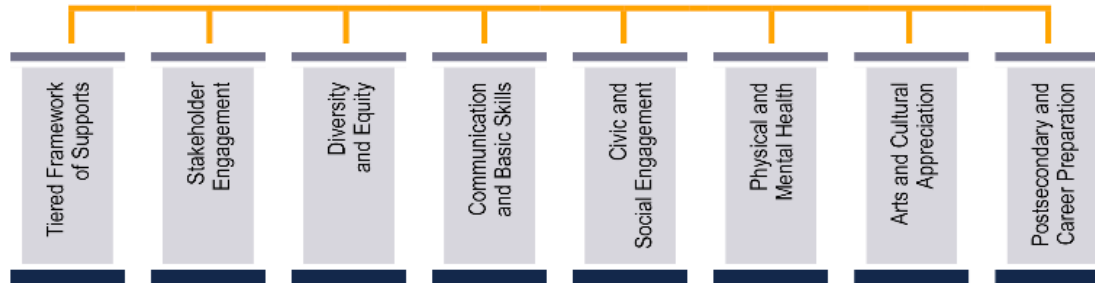 Tiered Framework
of Supports
Stakeholder
Engagement
Diversity
and Equity
Communication
and Basic Skills
Civic and
Social Engagement
Physical and
Mental Health
Arts and Cultural
Appreciation
Postsecondary and
Career Preparation